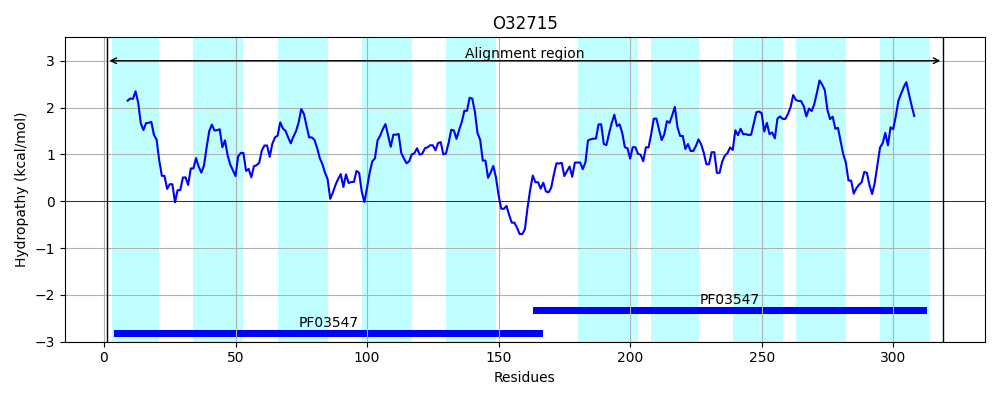 O32715
Alignment region
Hydropathy (kcal/mol)
3
2
1
0
−1
−2
−3
PF03547
PF03547
0 50 100 150 200 250 300
Residues